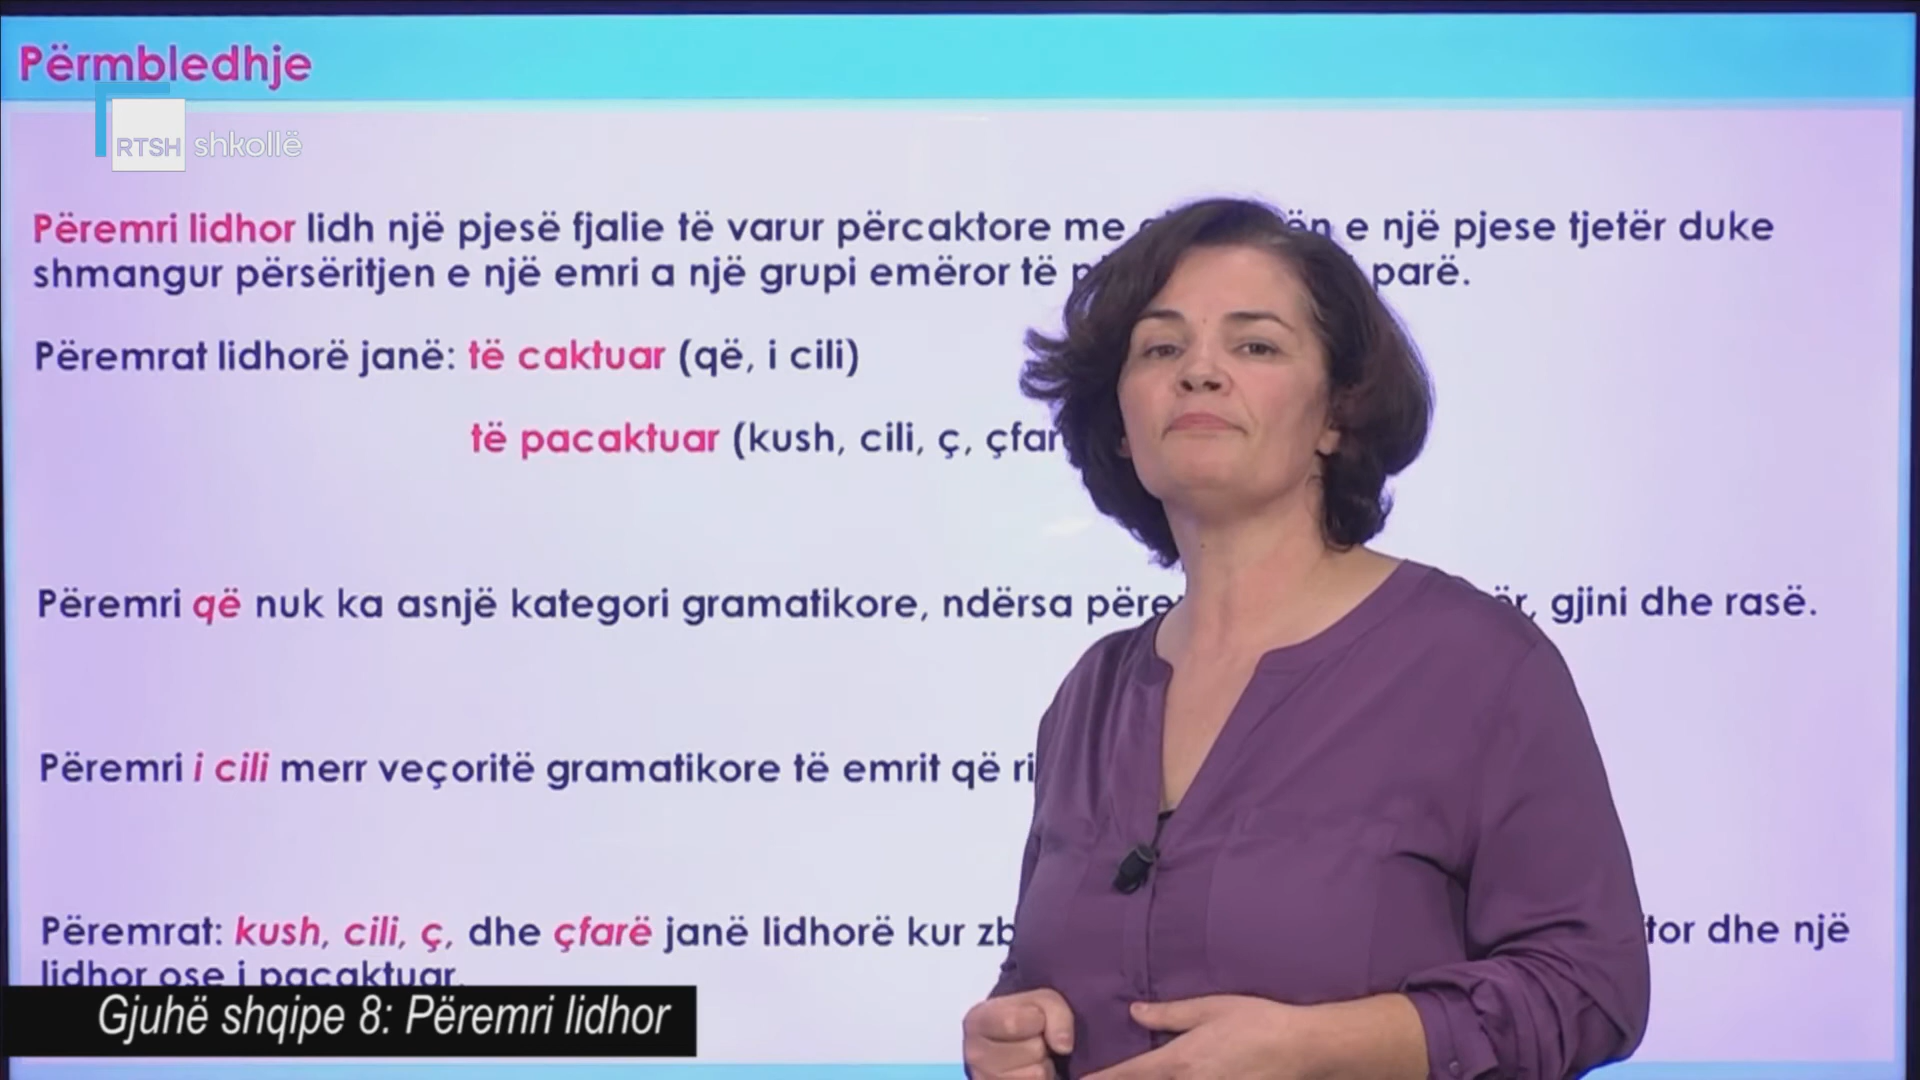 Përmbledhje
RTSH shkollë
Përemri lidhor lidh një pjesë fjalie të varur përcaktore me e një pjese tjetër duke
shmangur përsëritjen e një emri a një grupi emëror të parë.
Përemrat lidhorë janë: të caktuar (që, i cili)
të pacaktuar (kush, cili, ç,
Përemri që nuk ka asnjë kategori gramatikore, ndërsa gjini dhe rasë.
Përemri i cili merr veçoritë gramatikore të emrit që
Përemrat: kush, cili, ç, dhe çfarë janë lidhorë kur dhe një
lidhor ose i pacaktuar.
Gjuhë shqipe 8: Përemri lidhor